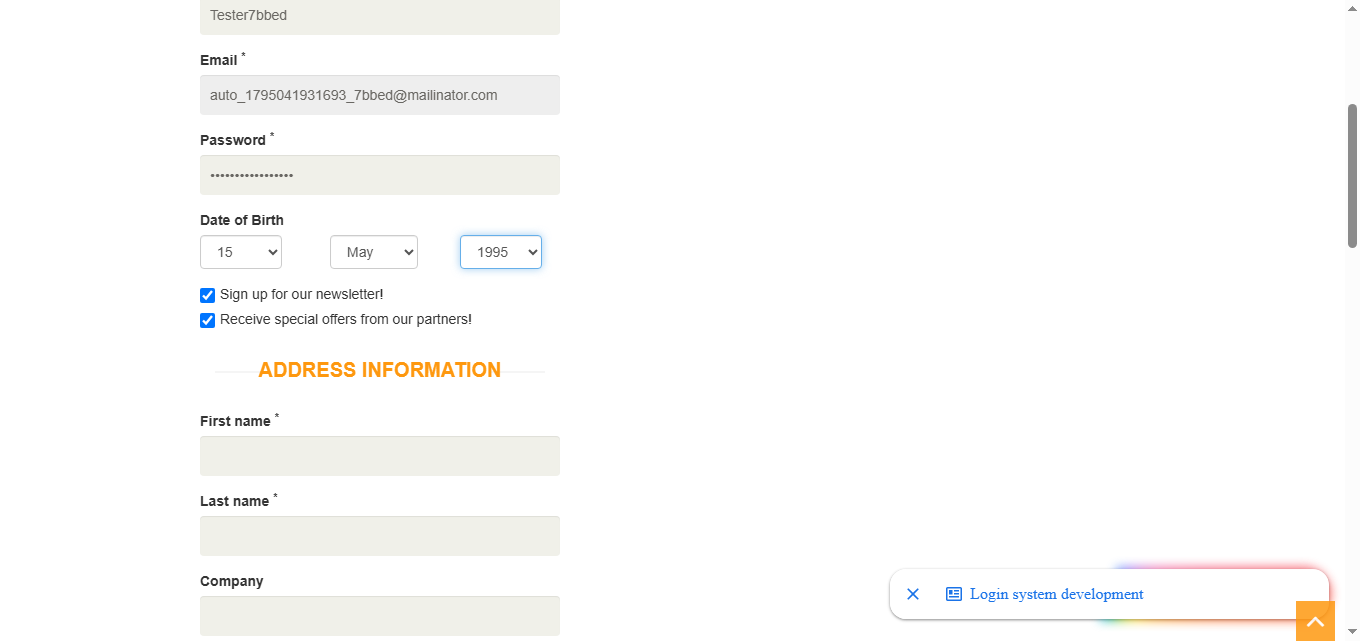 Tester7bbed
Email *
auto_1795041931693_7bbed@mailinator.com
Password *
•••••••••••••••••
Date of Birth
15 May 1995
Sign up for our newsletter!
Receive special offers from our partners!
ADDRESS INFORMATION
First name *
Last name *
Company
Login system development